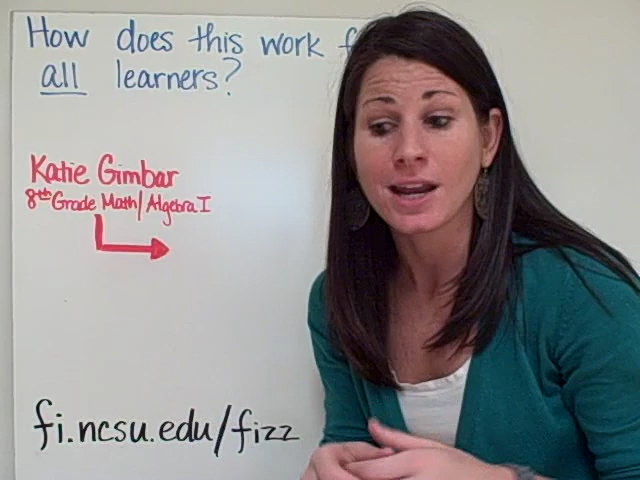 How does this work
all learners?
Katie Gimbar
8th Grade Math/Algebra I
fi.ncsu.edu/fizz